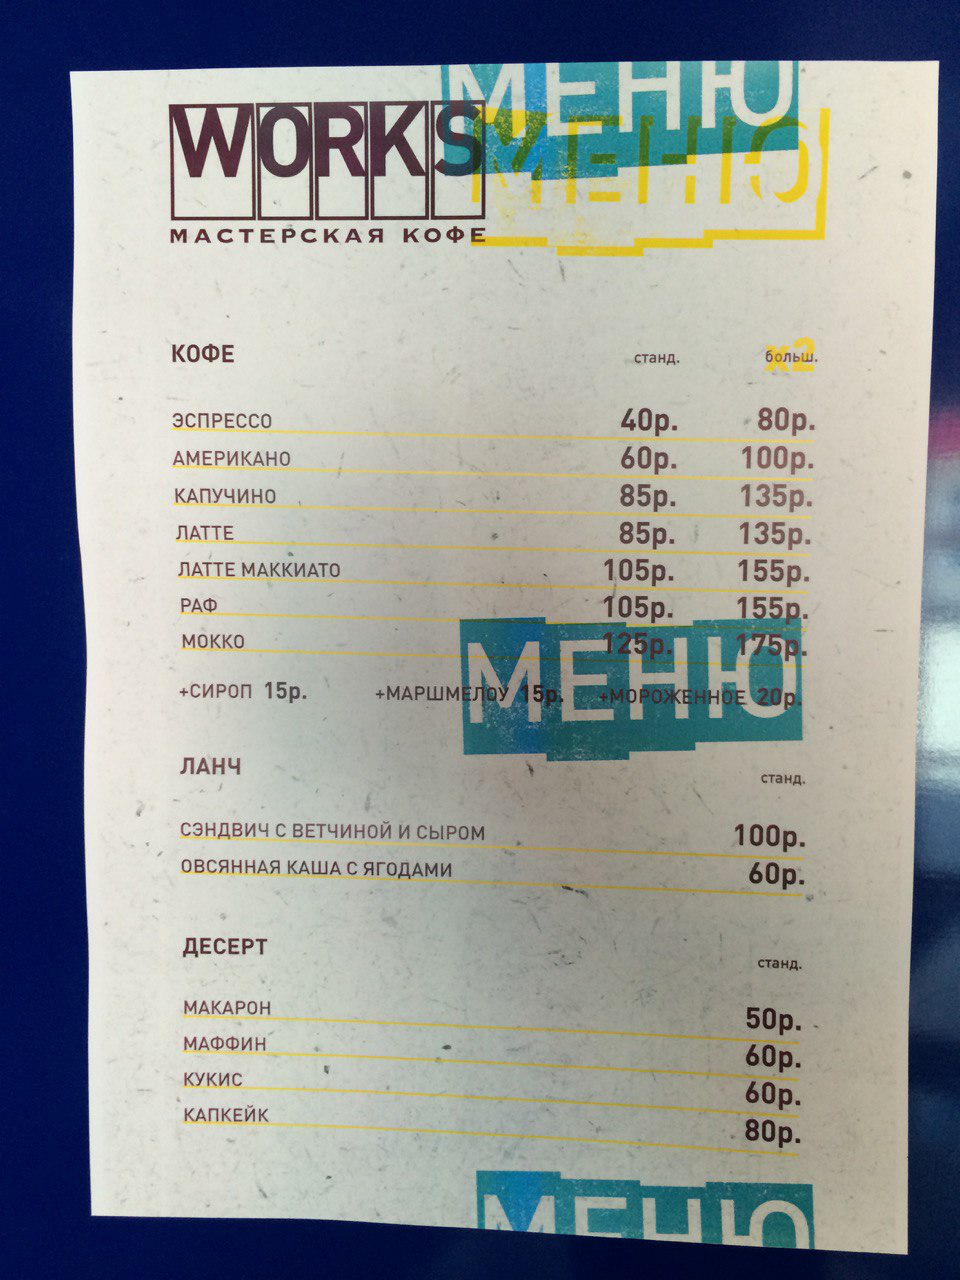 МЕНЮ
WORKS
МЕНЮ
МАСТЕРСКАЯ КОФЕ
КОФЕ станд. больш. x2
ЭСПРЕССО 40р. 80р.
АМЕРИКАНО 60р. 100р.
КАПУЧИНО 85р. 135р.
ЛАТТЕ 85р. 135р.
ЛАТТЕ МАККИАТО 105р. 155р.
РАФ 105р. 155р.
МОККО 125р. 175р.
МЕНЮ
+СИРОП 15р. +МАРШМЕЛОУ 15р. +МОРОЖЕННОЕ 20р.
ЛАНЧ станд.
СЭНДВИЧ С ВЕТЧИНОЙ И СЫРОМ 100р.
ОВСЯННАЯ КАША С ЯГОДАМИ 60р.
ДЕСЕРТ станд.
МАКАРОН 50р.
МАФФИН 60р.
КУКИС 60р.
КАПКЕЙК 80р.
МЕНЮ